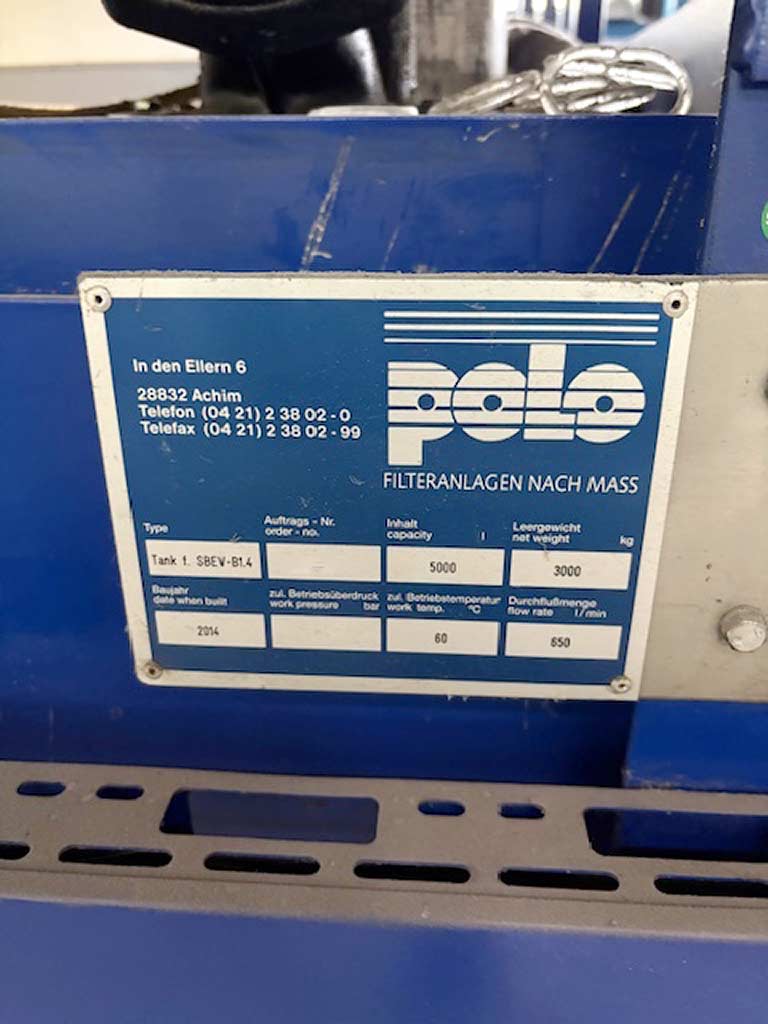 In den Ellern 6
28832 Achim
Telefon (04 21) 2 38 02 - 0
Telefax (04 21) 2 38 02 - 99
polo
FILTERANLAGEN NACH MASS
Type
Auftrags - Nr.
order - no.
Inhalt
capacity l
Leergewicht
net weight kg
Tank f. SBEV-B1.4
5000
3000
Baujahr
date when built
zul. Betriebsüberdruck
work pressure bar
zul. Betriebstemperatur
work temp. °C
Durchflußmenge
flow rate l/min
2014
60
650